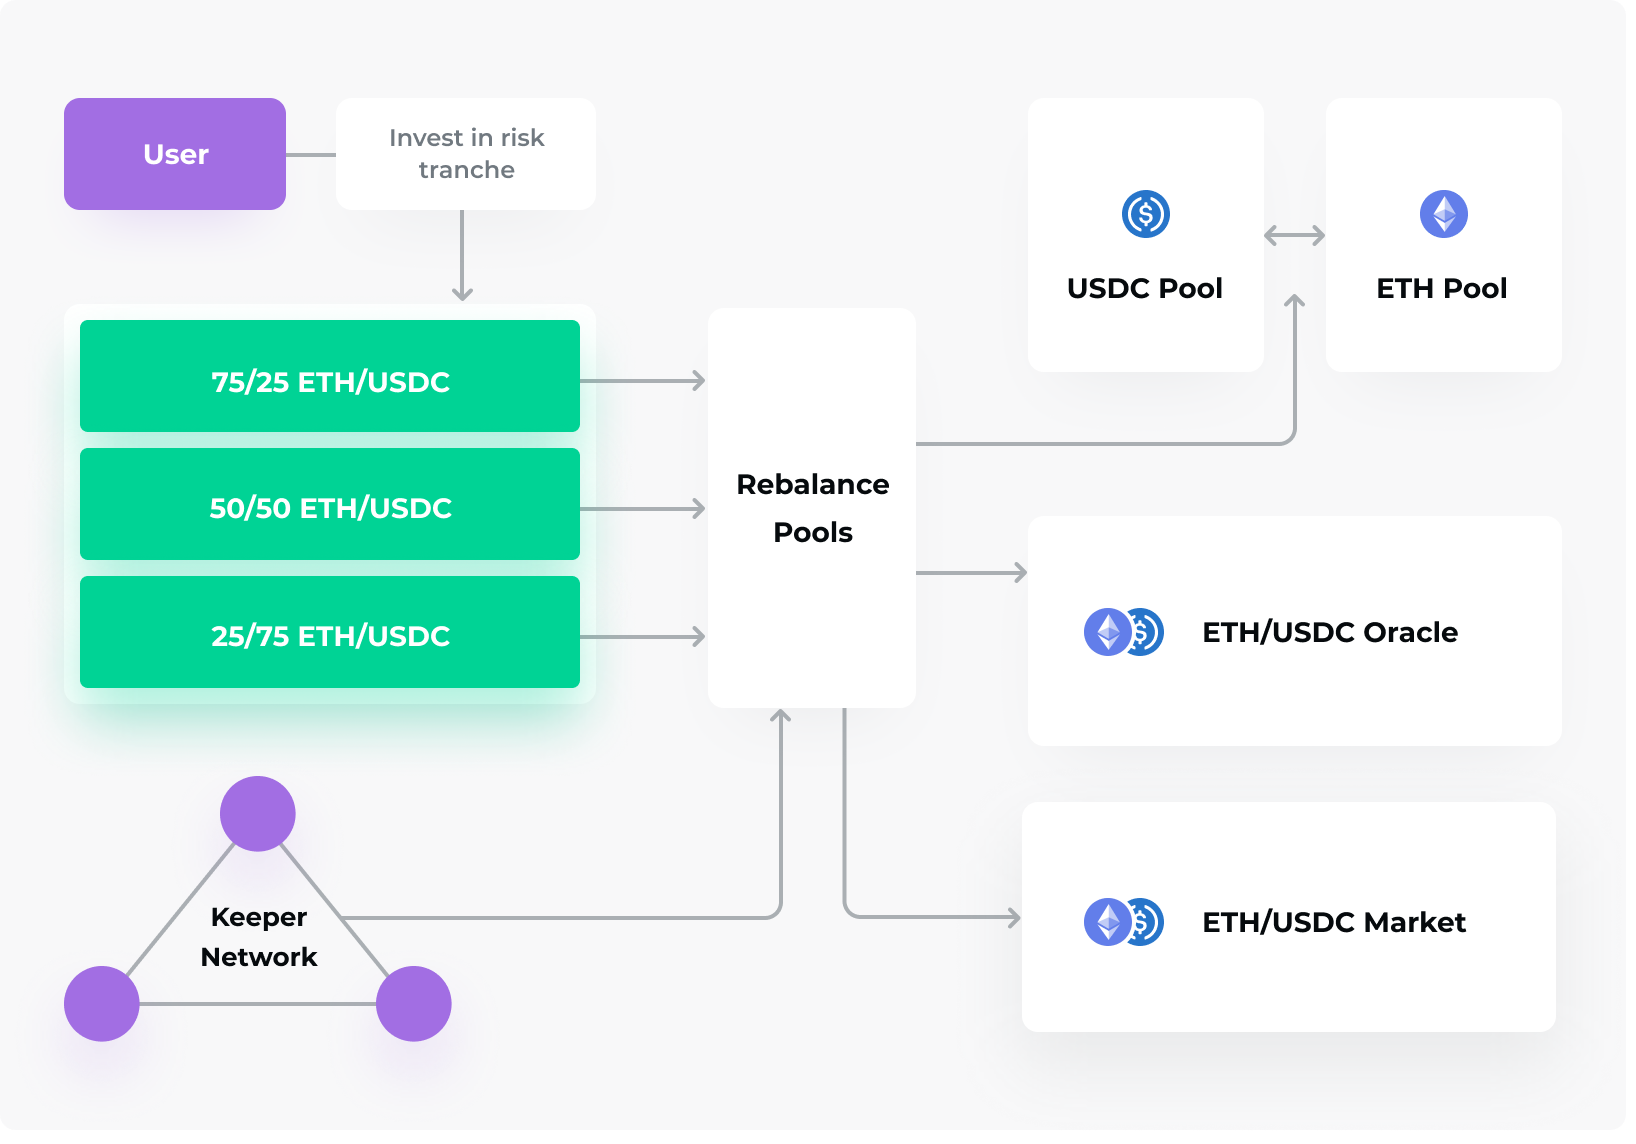 User
Invest in risk
tranche
75/25 ETH/USDC
50/50 ETH/USDC
25/75 ETH/USDC
Keeper
Network
Rebalance
Pools
USDC Pool
ETH Pool
ETH/USDC Oracle
ETH/USDC Market